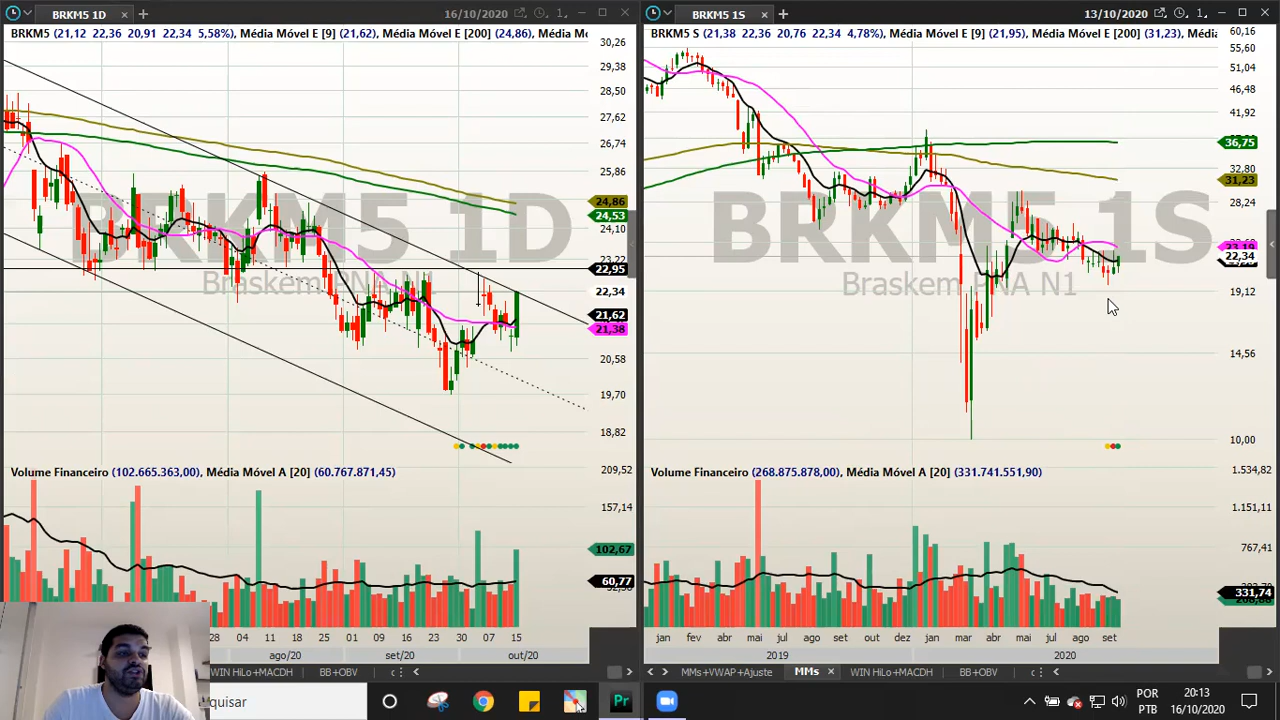 BRKM5 1D
16/10/2020
1
BRKM5 (21,12 22,36 20,91 22,34 5,58%), Média Móvel E [9] (21,62), Média Móvel E [200] (24,86), Média Mo
30,26
29,38
28,50
27,62
26,74
25,86
24,86
24,53
24,10
23,22
22,95
22,34
21,62
21,38
20,58
19,70
18,82
BRKM5 1D
Braskem PNA N1
Volume Financeiro (102.665.363,00), Média Móvel A [20] (60.767.871,45)
209,52
157,14
102,67
60,77
28 04 10 18 24 01 09 16 23 30 07 15
ago/20 set/20 out/20
WIN HiLo+MACDH BB+OBV
BRKM5 1S
13/10/2020
1
BRKM5 S (21,38 22,36 20,76 22,34 4,78%), Média Móvel E [9] (21,95), Média Móvel E [200] (31,23), Média
60,16
55,60
51,04
46,48
41,92
36,75
32,80
31,23
28,24
23,19
22,34
19,12
14,56
10,00
BRKM5 1S
Braskem PNA N1
Volume Financeiro (268.875.878,00), Média Móvel A [20] (331.741.551,90)
1.534,82
1.151,11
767,41
331,74
jan fev abr mai jul ago set out dez jan mar abr mai jul ago set
2019 2020
MMs+VWAP+Ajuste MMs WIN HiLo+MACDH BB+OBV
quisar
Pr
POR
PTB
20:13
16/10/2020